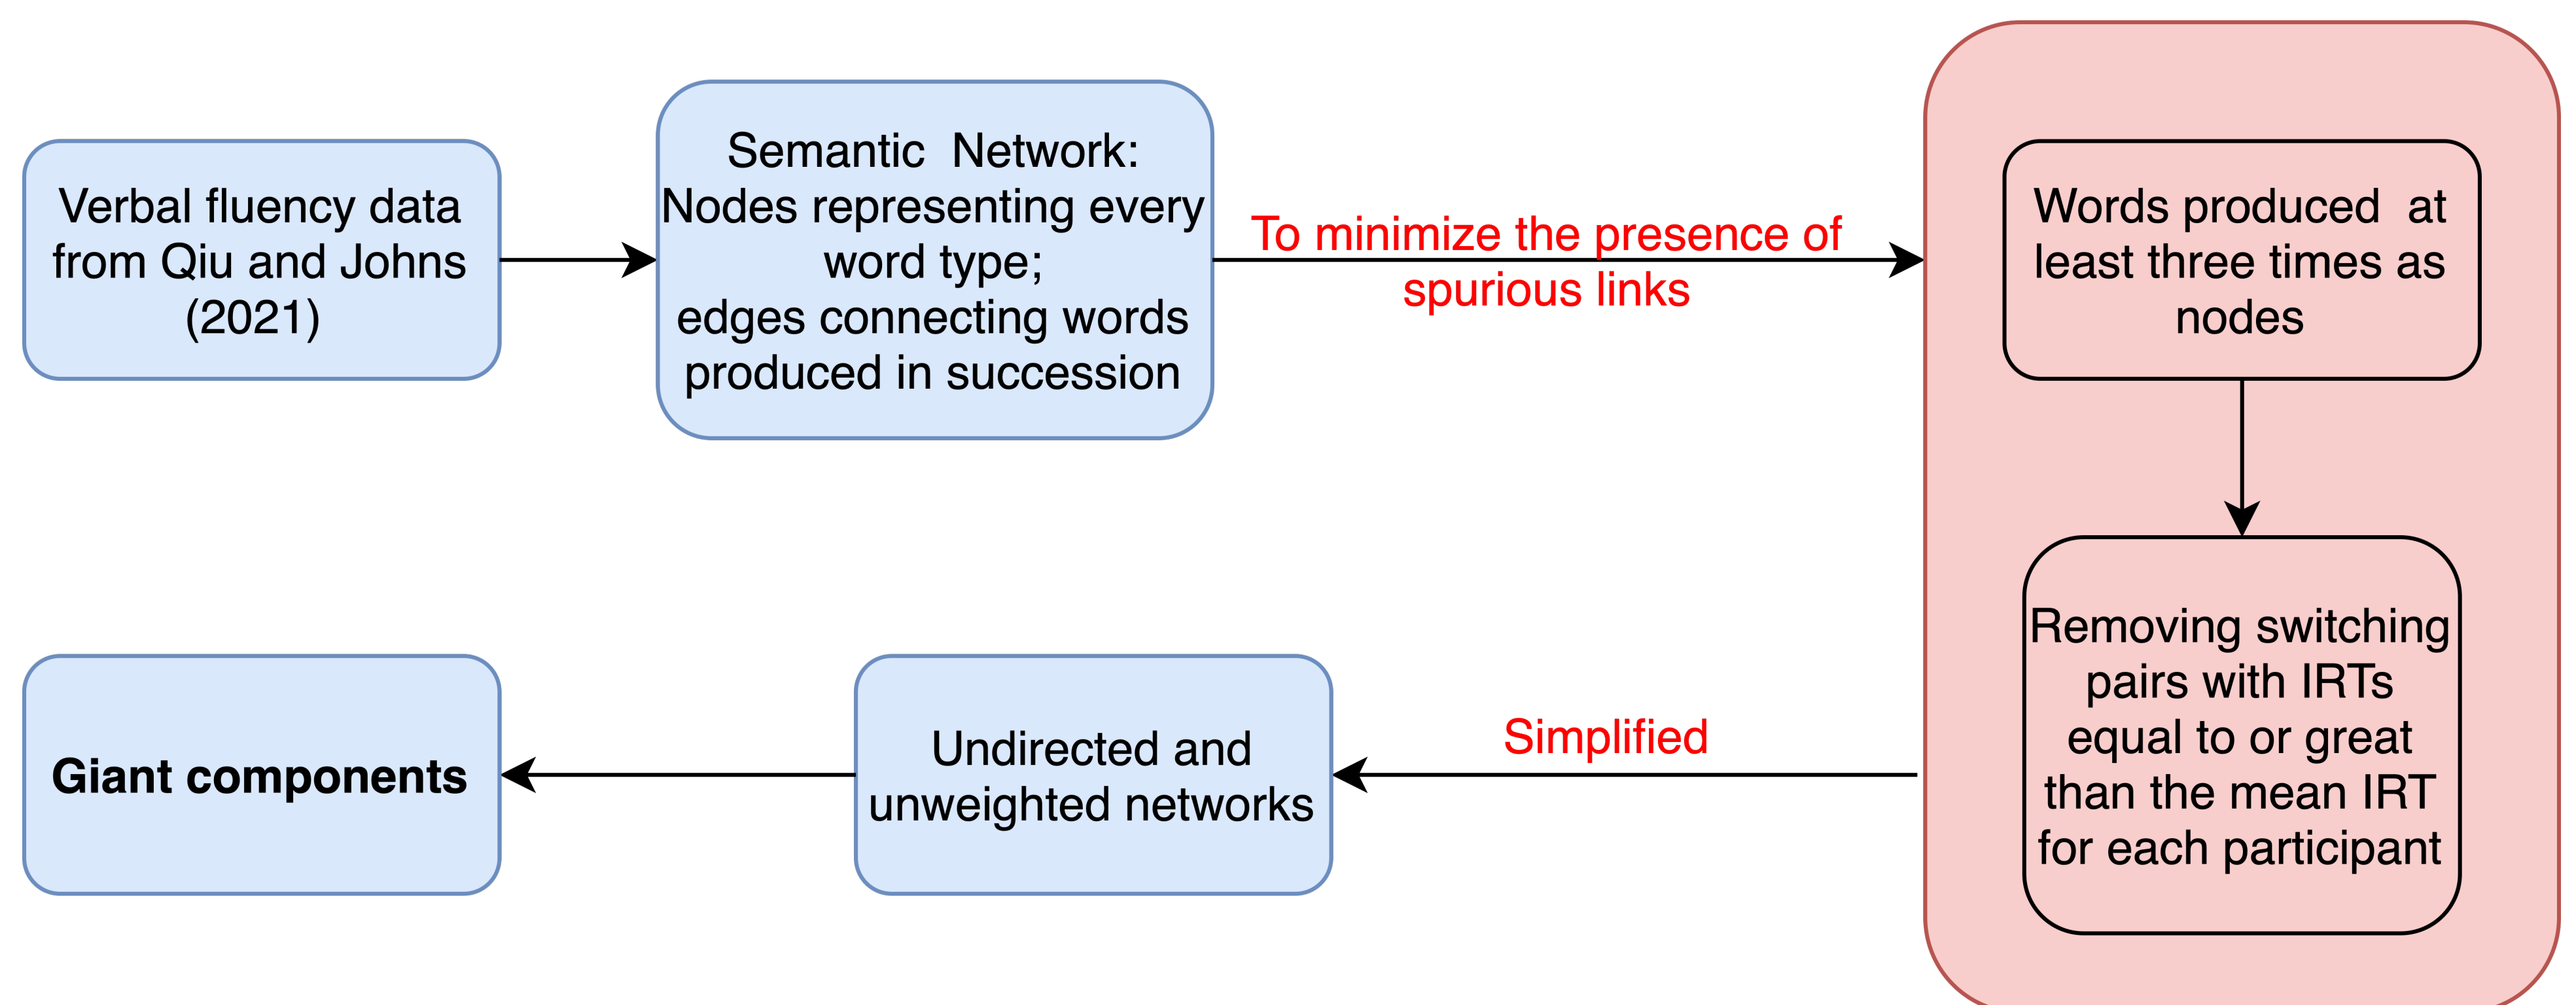 Verbal fluency data
from Qiu and Johns
(2021)
Semantic  Network:
Nodes representing every
word type;
edges connecting words
produced in succession
To minimize the presence of
spurious links
Words produced  at
least three times as
nodes
Removing switching
pairs with IRTs
equal to or great
than the mean IRT
for each participant
Simplified
Undirected and
unweighted networks
Giant components